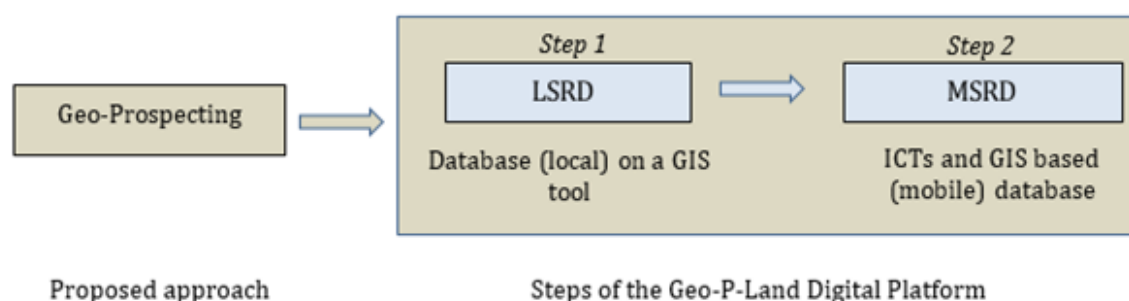 Geo-Prospecting
Step 1
LSRD
Database (local) on a GIS
tool
Step 2
MSRD
ICTs and GIS based
(mobile) database
Proposed approach
Steps of the Geo-P-Land Digital Platform